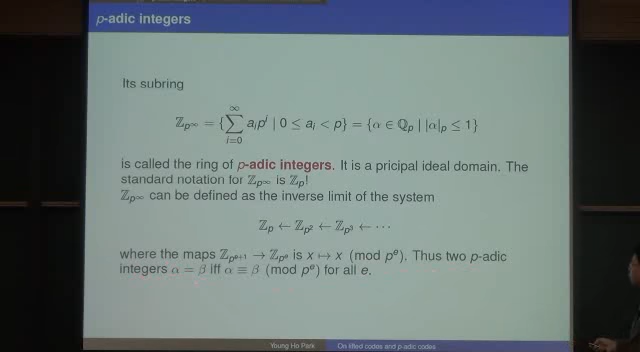 p-adic integers
Its subring
ℤ_{p^∞} = {∑_{i=0}^{∞} a_i p^i | 0 ≤ a_i < p} = {α ∈ ℚ_p | |α|_p ≤ 1}
is called the ring of p-adic integers. It is a pricipal ideal domain. The
standard notation for ℤ_{p^∞} is ℤ_p!
ℤ_{p^∞} can be defined as the inverse limit of the system
ℤ_p ← ℤ_{p^2} ← ℤ_{p^3} ← ⋯
where the maps ℤ_{p^{e+1}} → ℤ_{p^e} is x ↦ x (mod p^e). Thus two p-adic
integers α = β iff α ≡ β (mod p^e) for all e.
Young Ho Park On lifted codes and p-adic codes